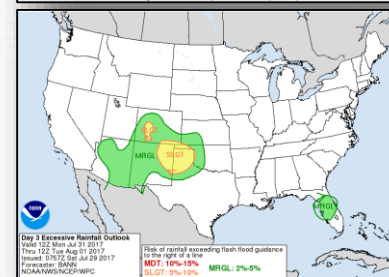 SLGT
MRGL
SLGT
MRGL
NOAA
Day 3 Excessive Rainfall Outlook
Valid 12Z Mon Jul 31 2017
Thru 12Z Tue Aug 01 2017
Issued: 0757Z Sat Jul 29 2017
Forecaster: BANN
NOAA/NWS/NCEP/WPC
Risk of rainfall exceeding flash flood guidance
to the right of a line
MDT: 10%-15%
SLGT: 5%-10%
MRGL: 2%-5%